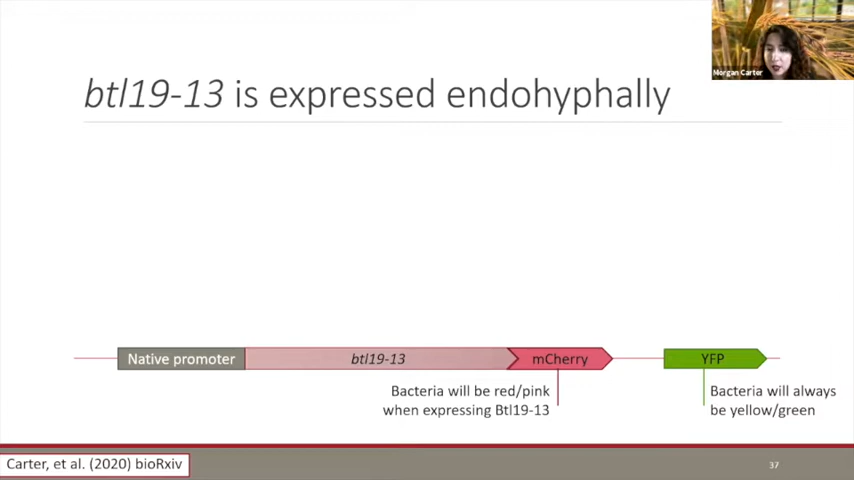 Morgan Carter
btl19-13 is expressed endohyphally
Native promoter
btl19-13
mCherry
YFP
Bacteria will be red/pink
when expressing Btl19-13
Bacteria will always
be yellow/green
Carter, et al. (2020) bioRxiv
37